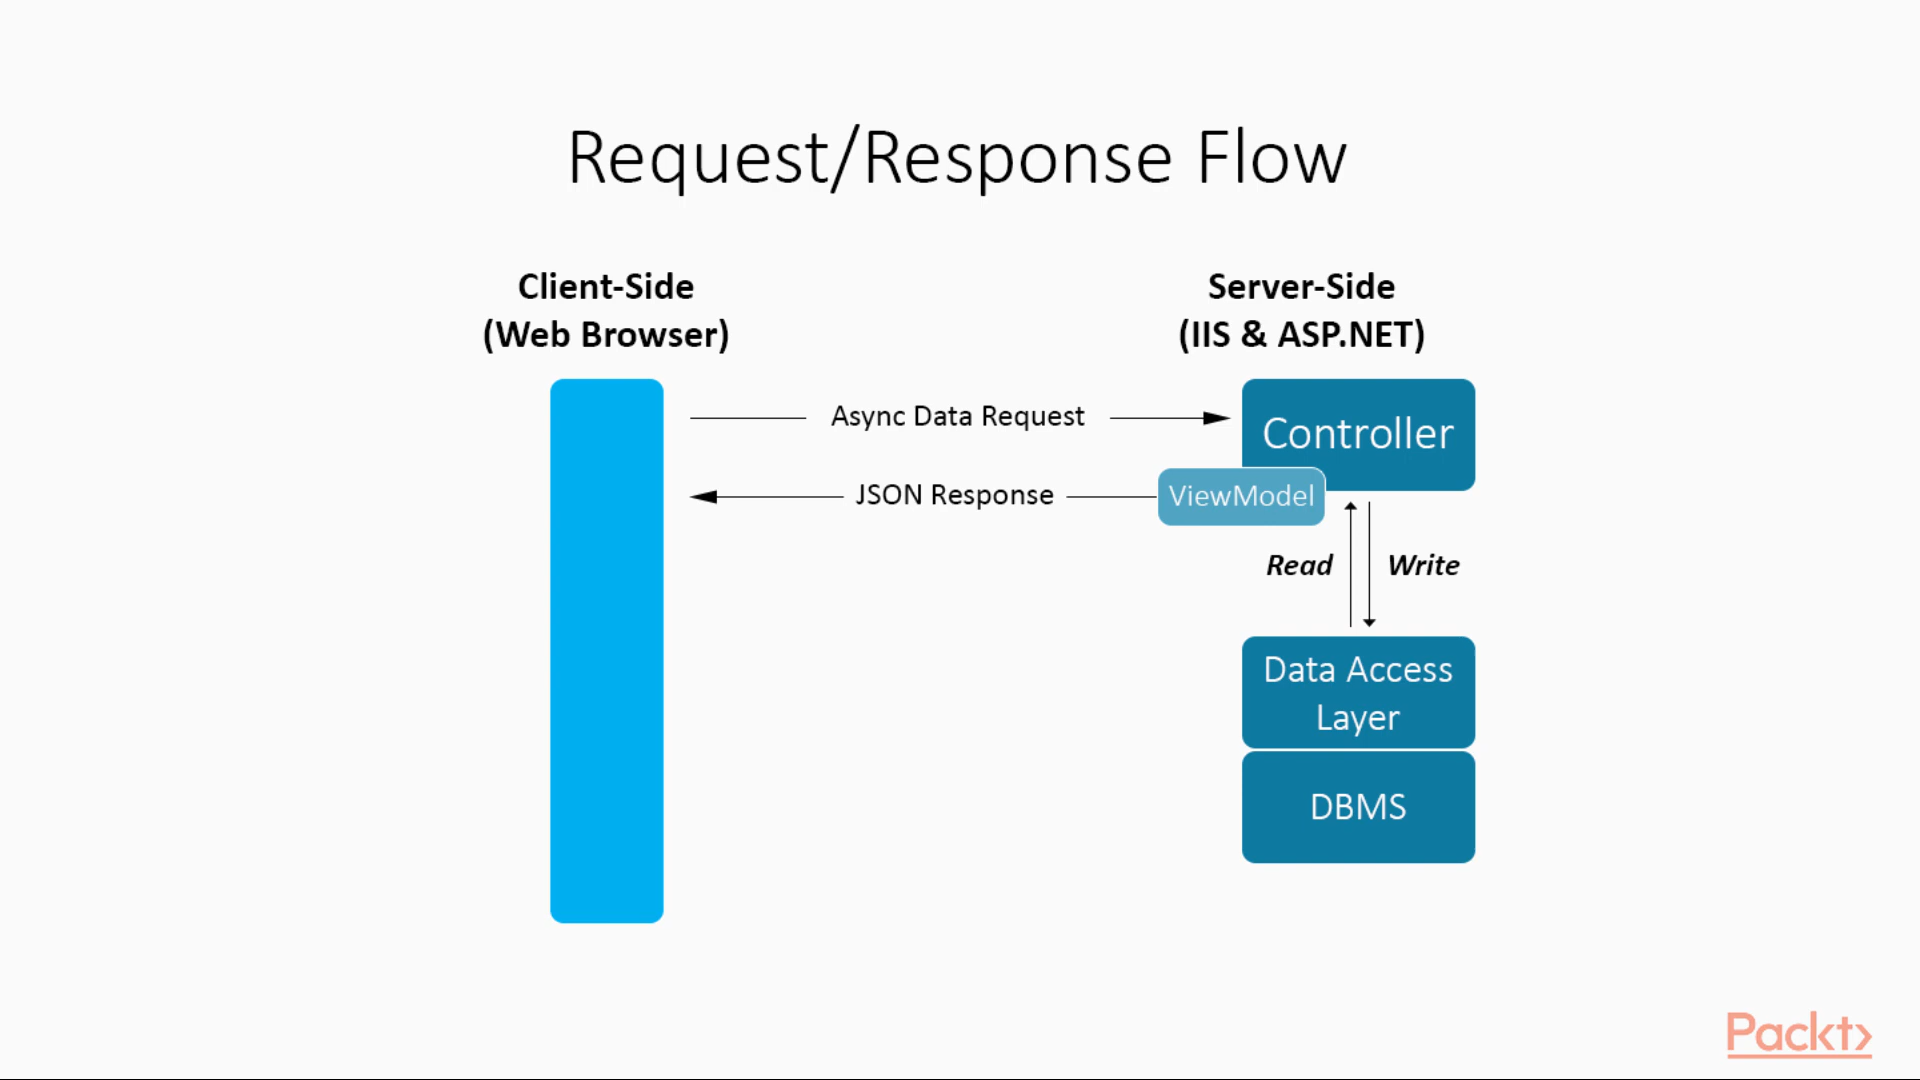 Request/Response Flow
Client-Side
(Web Browser)
Server-Side
(IIS & ASP.NET)
Async Data Request
Controller
JSON Response
ViewModel
Read
Write
Data Access
Layer
DBMS
Packt>